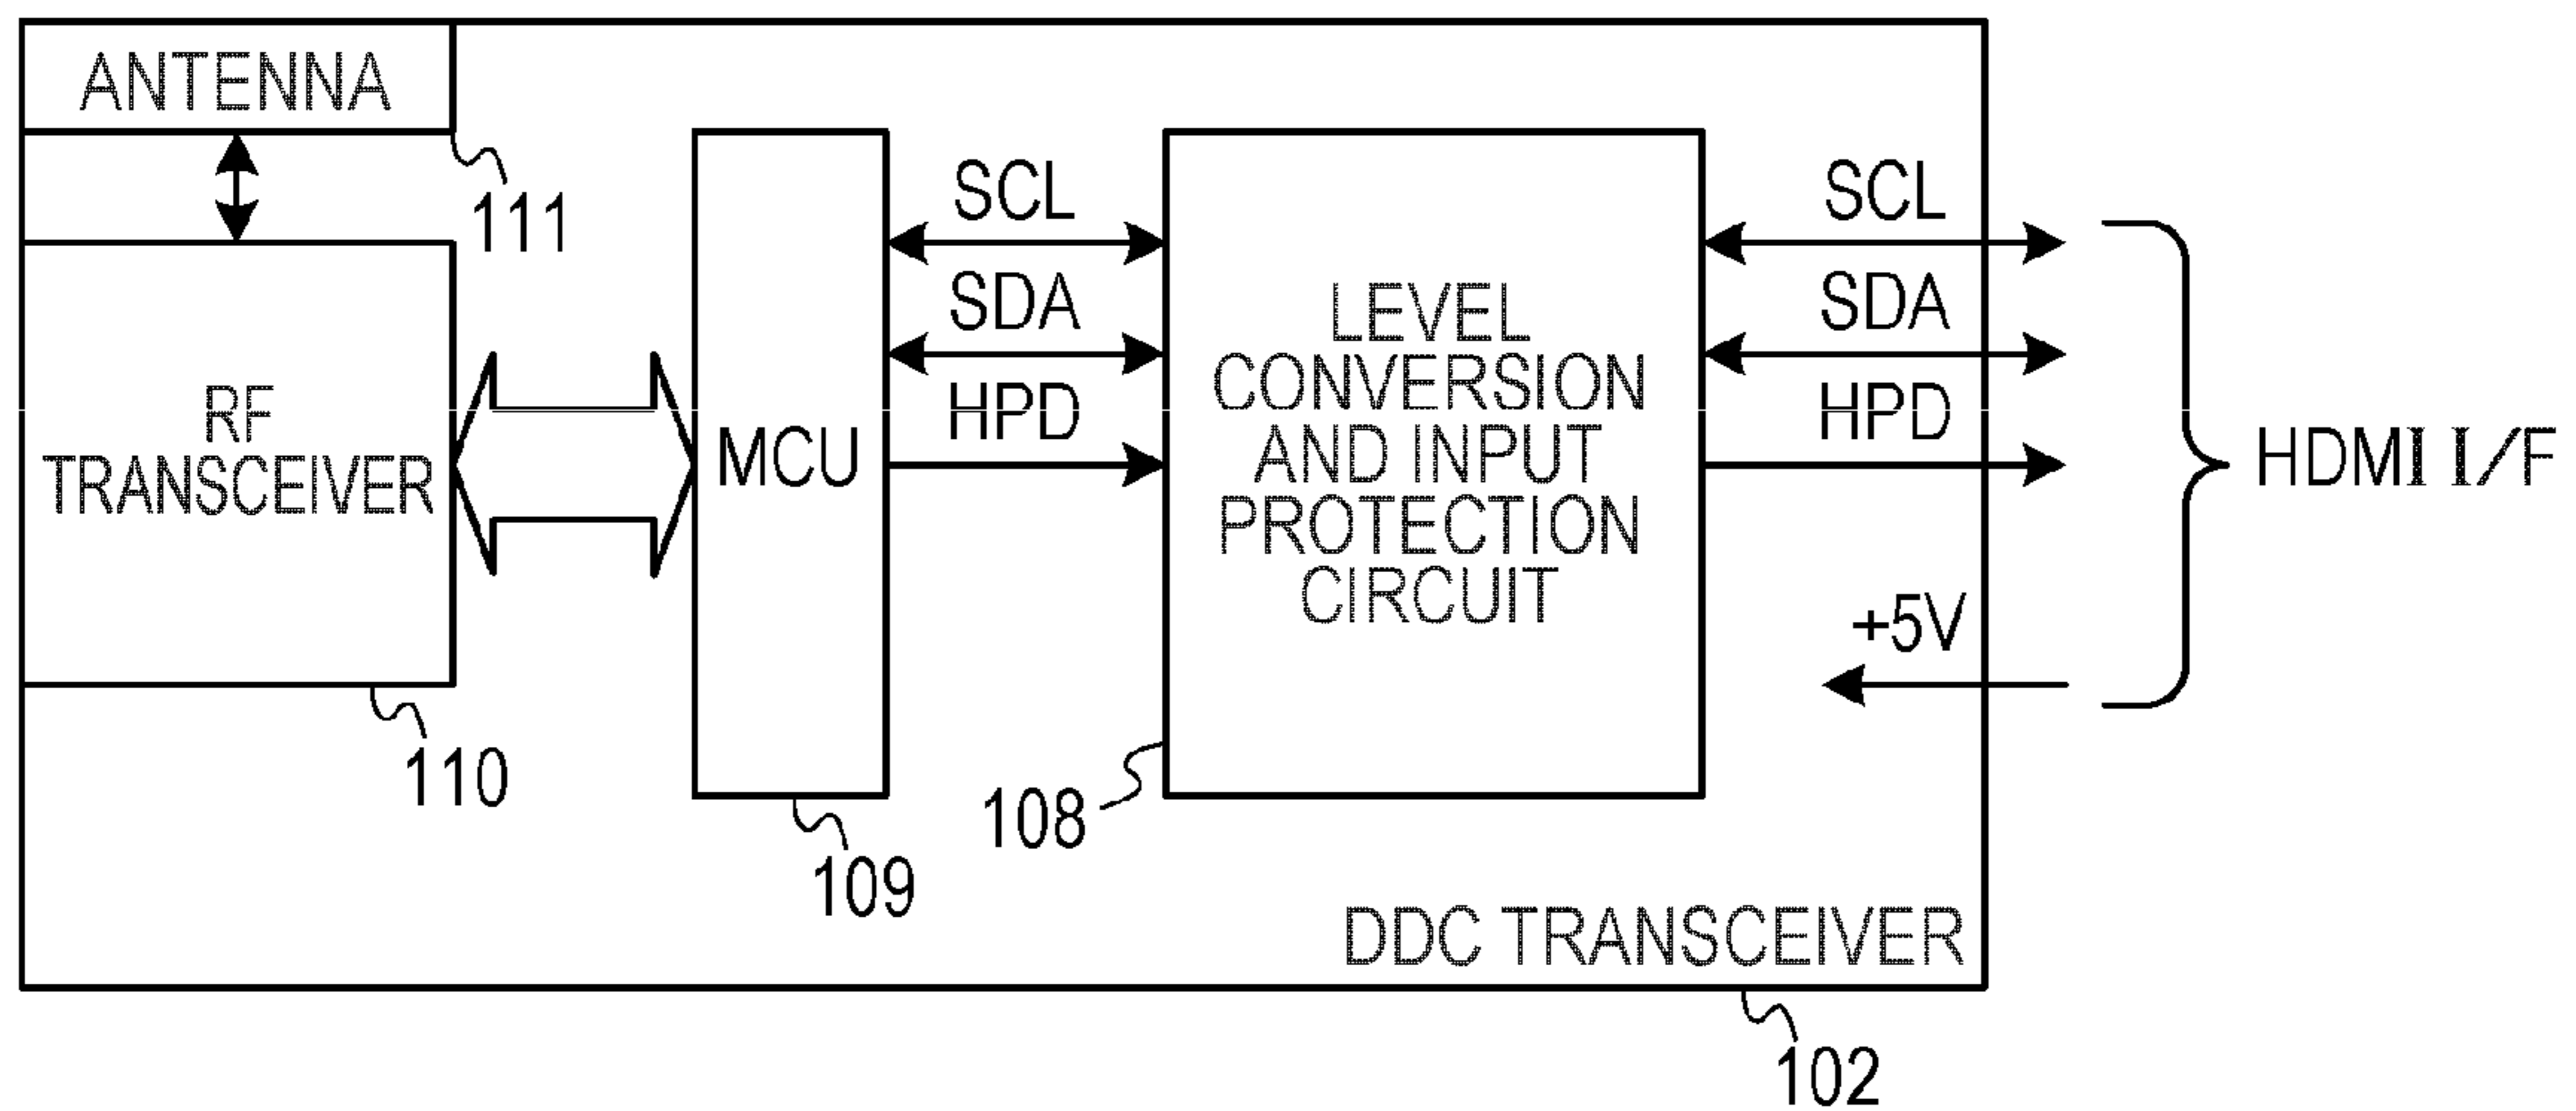 ANTENNA
111
RF
TRANSCEIVER
110
MCU
109
SCL
SDA
HPD
LEVEL
CONVERSION
AND INPUT
PROTECTION
CIRCUIT
108
SCL
SDA
HPD
+5V
HDMI I/F
DDC TRANSCEIVER
102